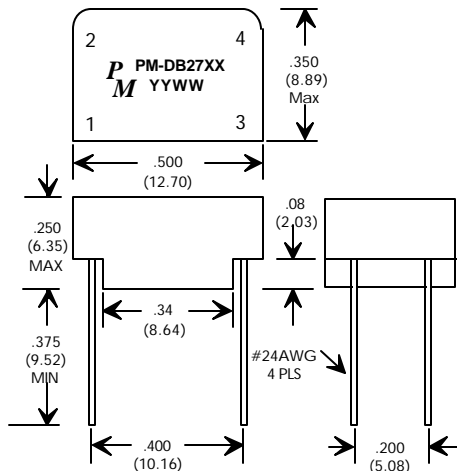 2 4
P M PM-DB27XX
YYWW
1 3
.350
(8.89)
Max
.500
(12.70)
.250
(6.35)
MAX
.08
(2.03)
.34
(8.64)
.375
(9.52)
MIN
#24AWG
4 PLS
.400
(10.16)
.200
(5.08)